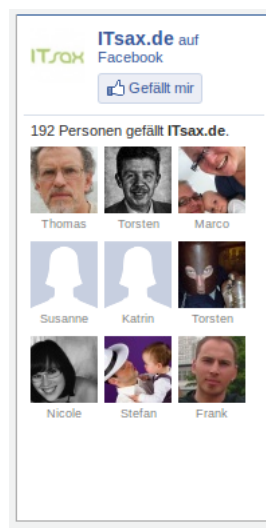 ITsax
ITsax.de auf
Facebook
Gefällt mir
192 Personen gefällt ITsax.de.
Thomas Torsten Marco
Susanne Katrin Torsten
Nicole Stefan Frank